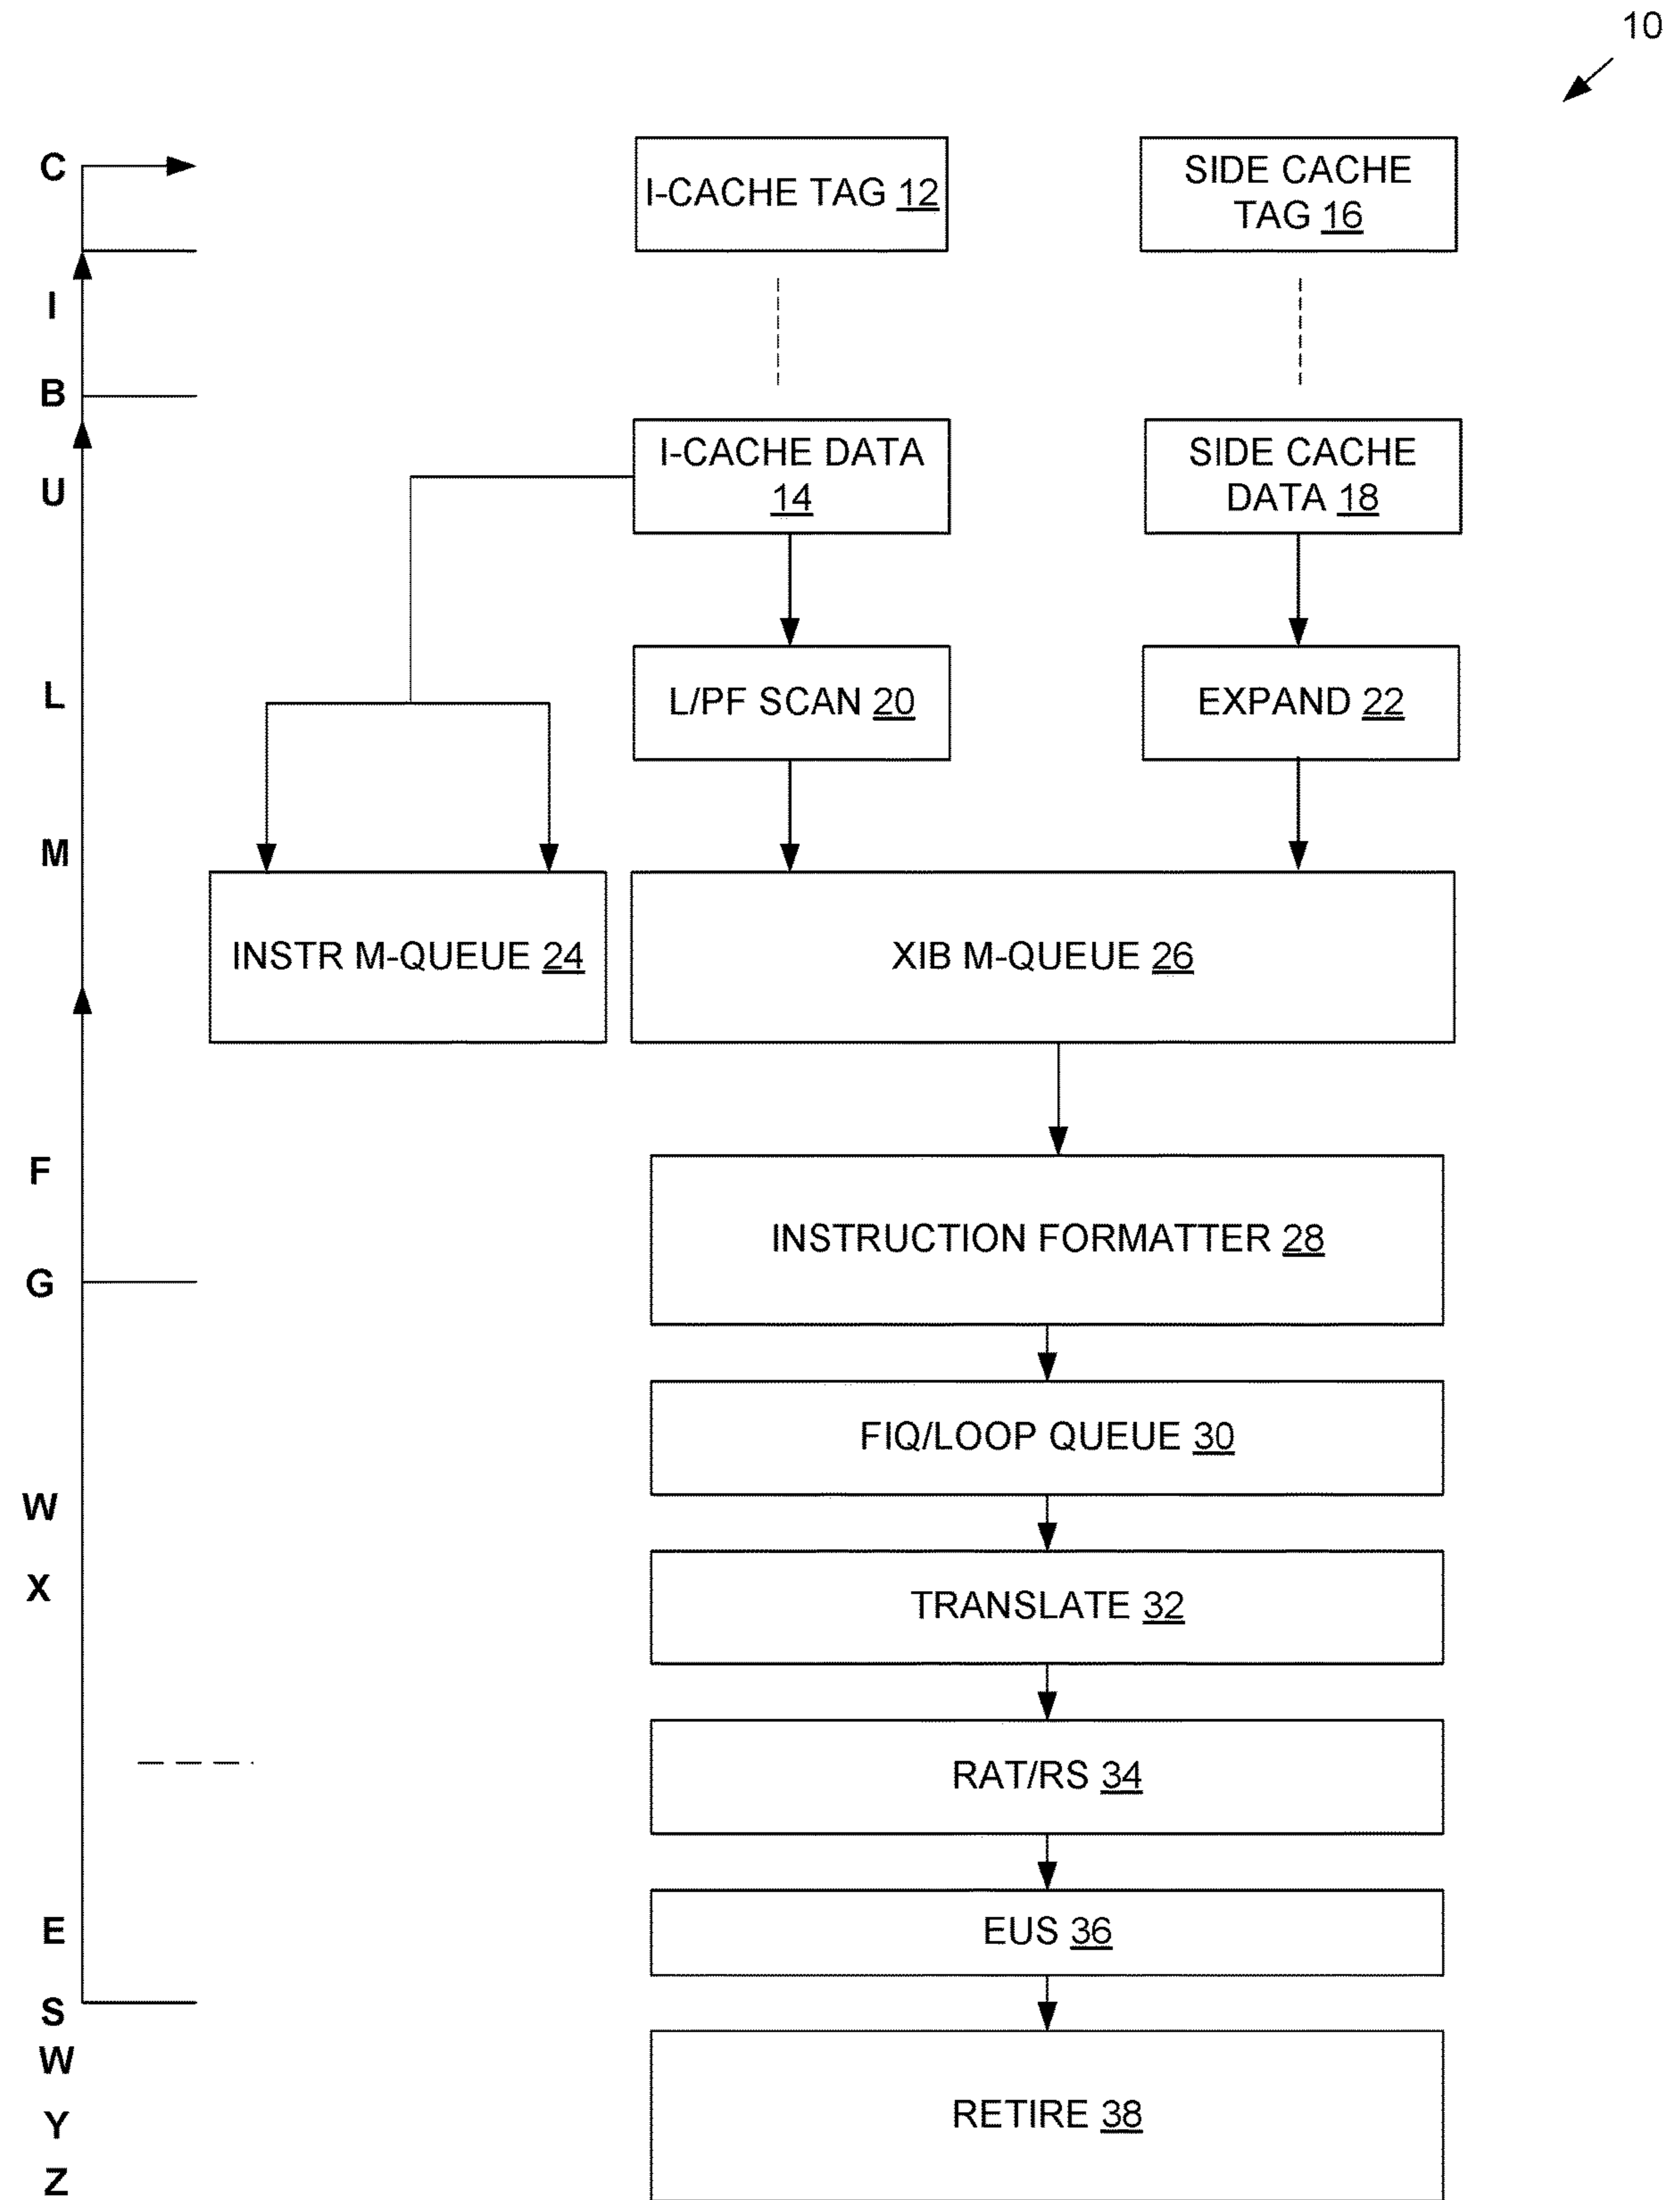 10
C
I-CACHE TAG 12
SIDE CACHE
TAG 16
I
B
I-CACHE DATA
14
SIDE CACHE
DATA 18
U
L
L/PF SCAN 20
EXPAND 22
M
INSTR M-QUEUE 24
XIB M-QUEUE 26
F
INSTRUCTION FORMATTER 28
G
FIQ/LOOP QUEUE 30
W
X
TRANSLATE 32
RAT/RS 34
E
EUS 36
S
W
Y
RETIRE 38
Z